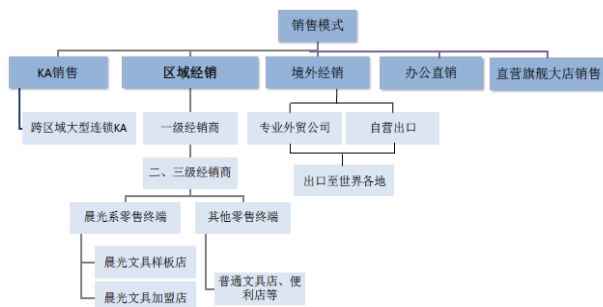 销售模式
KA销售
区域经销
境外经销
办公直销
直营旗舰大店销售
跨区域大型连锁KA
一级经销商
专业外贸公司
自营出口
二、三级经销商
出口至世界各地
晨光系零售终端
其他零售终端
晨光文具样板店
普通文具店、便
利店等
晨光文具加盟店